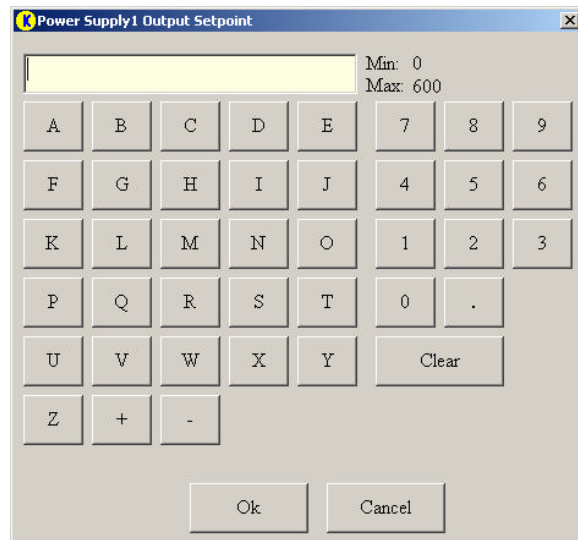 K Power Supply1 Output Setpoint
Min: 0
Max: 600
A B C D E 7 8 9
F G H I J 4 5 6
K L M N O 1 2 3
P Q R S T 0 .
U V W X Y Clear
Z + -
Ok Cancel